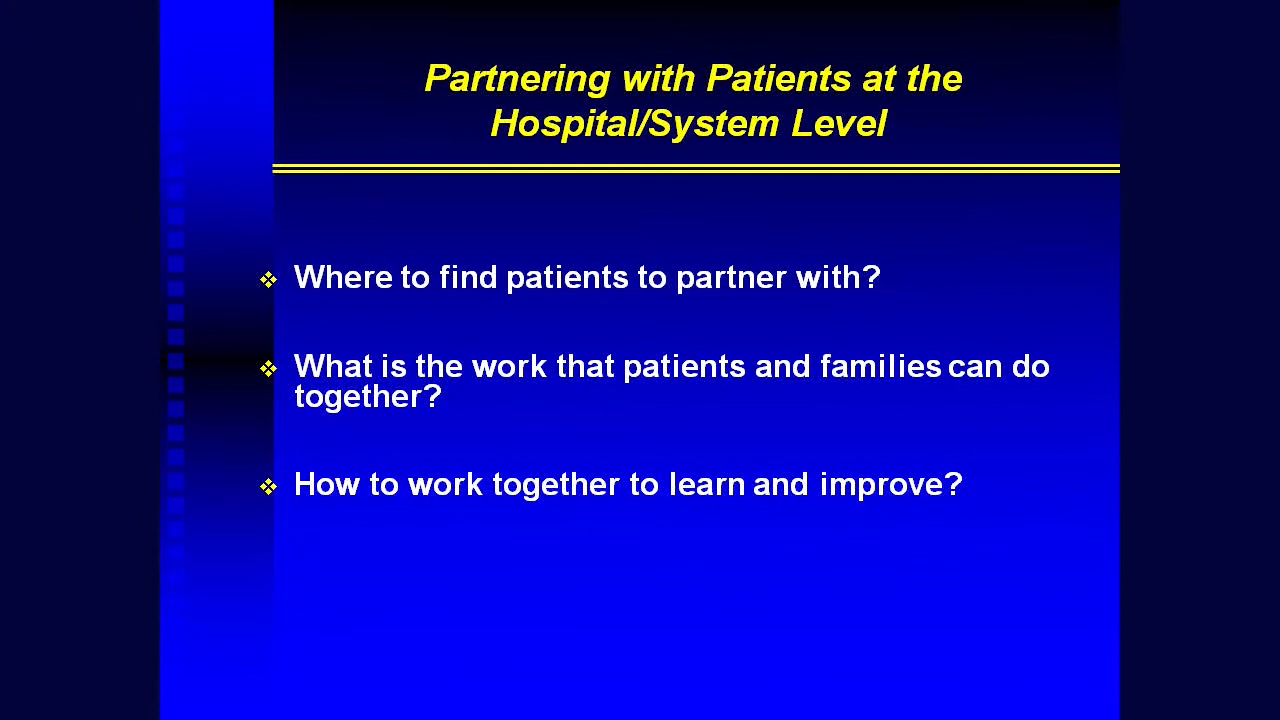 Partnering with Patients at the
Hospital/System Level
❖ Where to find patients to partner with?
❖ What is the work that patients and families can do
together?
❖ How to work together to learn and improve?